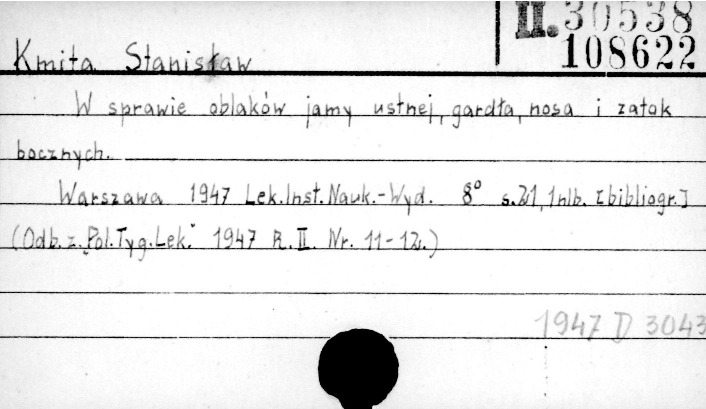 II. 30538
108622
Kmita Stanisław
W sprawie oblaków jamy ustnej, gardła, nosa i zatok
bocznych.
Warszawa 1947 Lek. Inst. Nauk.-Wyd. 8° s. 21, 1 nlb. [bibliogr.]
(Odb. z „Pol. Tyg. Lek." 1947 R. II. Nr. 11-12.)
1947 D 3043